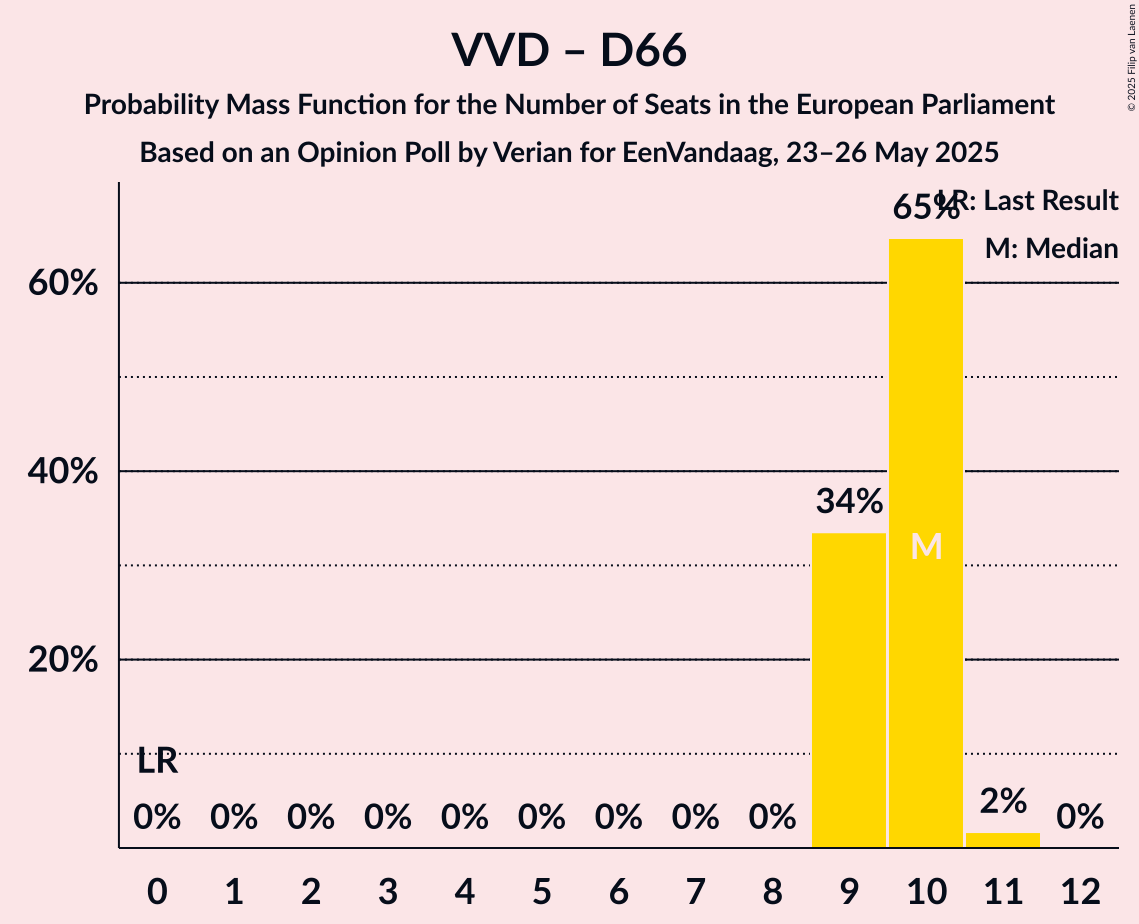 VVD – D66
Probability Mass Function for the Number of Seats in the European Parliament
Based on an Opinion Poll by Verian for EenVandaag, 23–26 May 2025
© 2025 Filip van Laenen
LR: Last Result
M: Median
65%
60%
40%
34%
M
20%
LR
0% 0% 0% 0% 0% 0% 0% 0% 0% 2% 0%
0 1 2 3 4 5 6 7 8 9 10 11 12